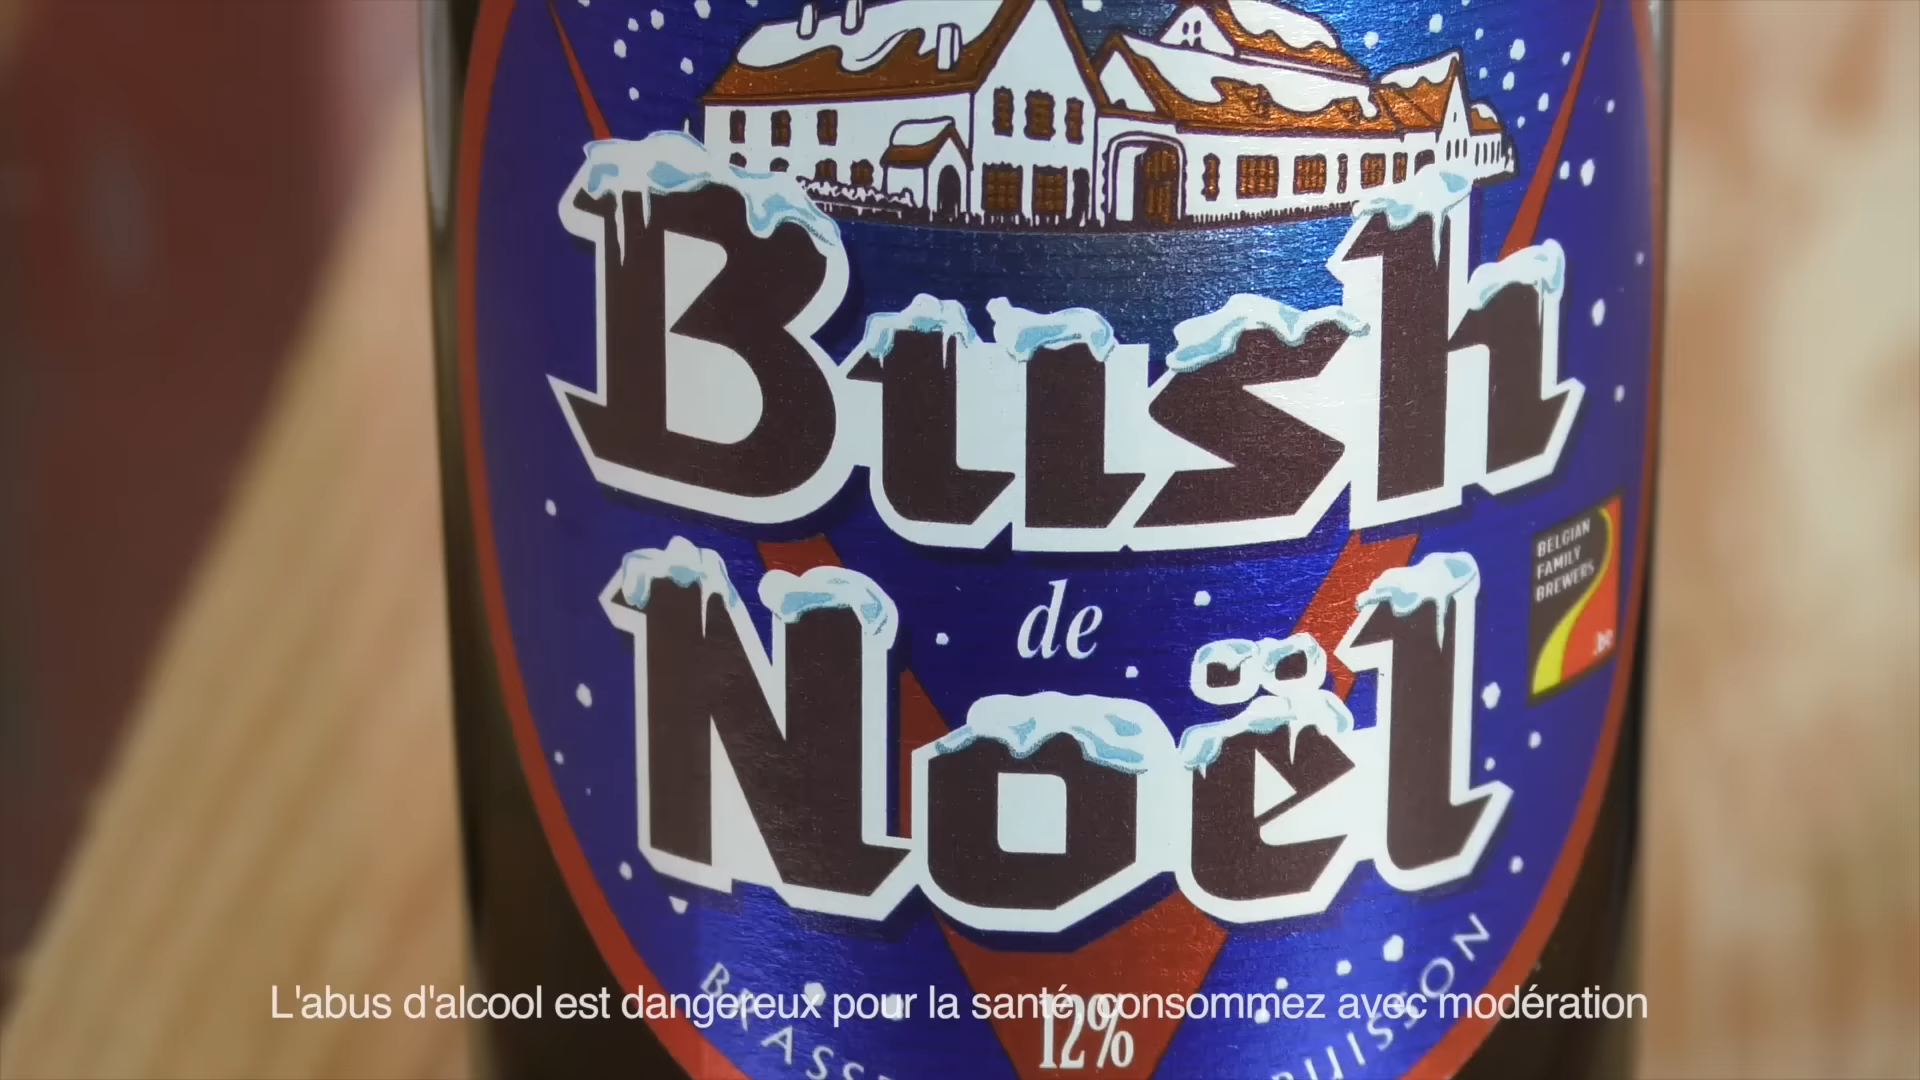 Bush
de
Noël
BELGIAN
FAMILY
BREWERS
.be
L'abus d'alcool est dangereux pour la santé, consommez avec modération
12%
BUISSON